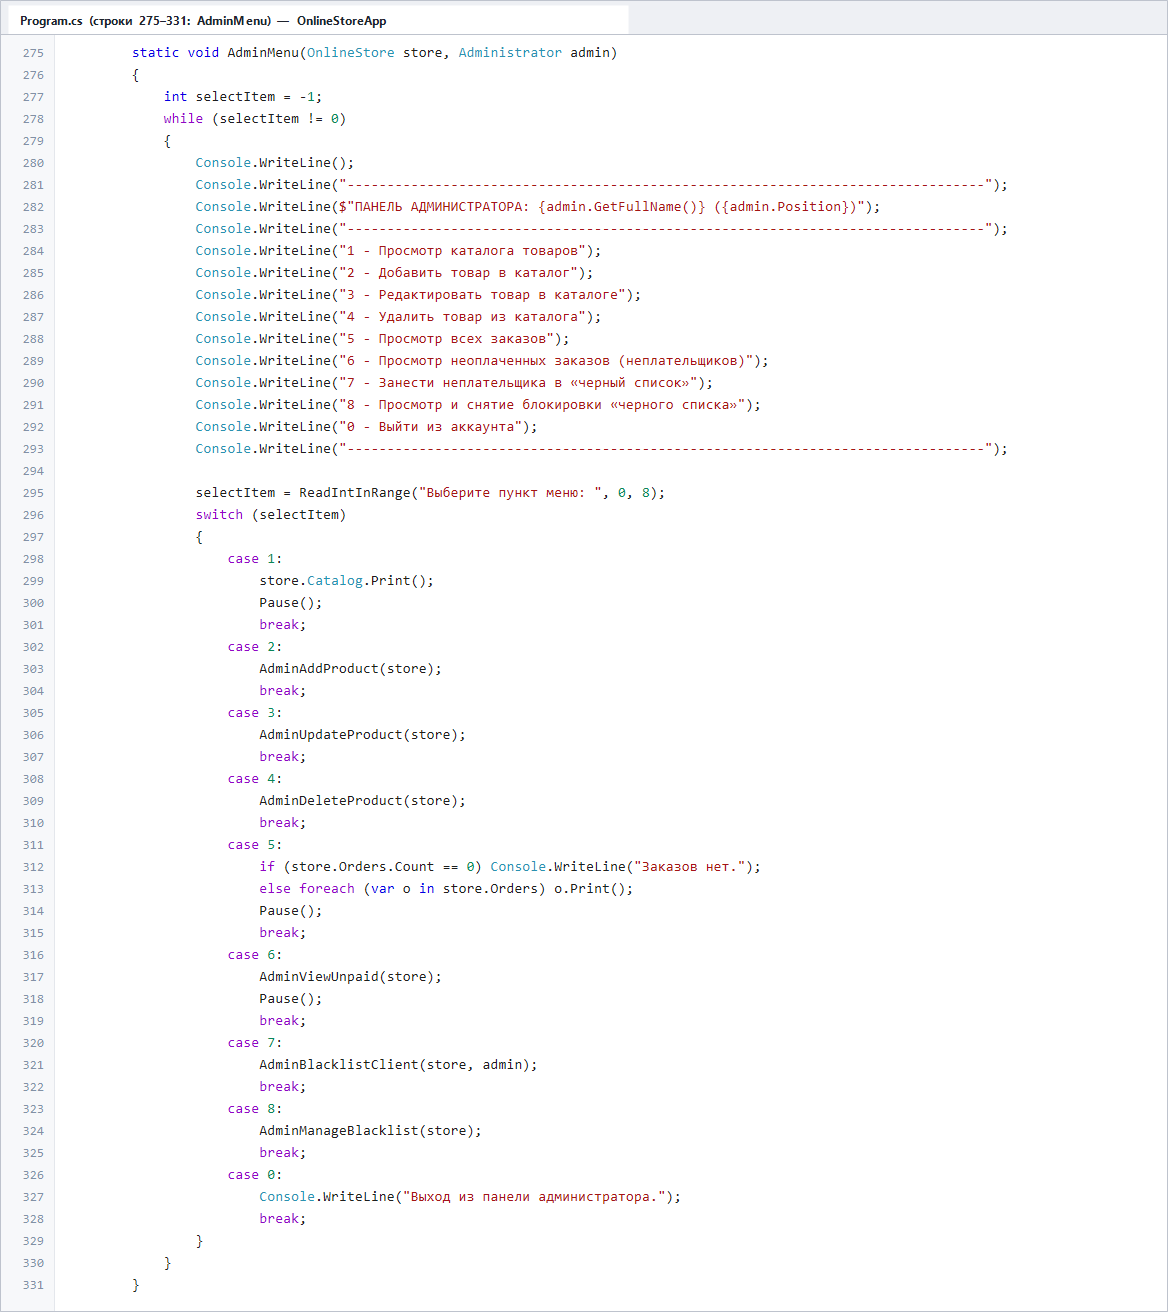 Program.cs (строки 275–331: AdminMenu) — OnlineStoreApp
275 static void AdminMenu(OnlineStore store, Administrator admin)
276 {
277 int selectItem = -1;
278 while (selectItem != 0)
279 {
280 Console.WriteLine();
281 Console.WriteLine("--------------------------------------------------------------------------------");
282 Console.WriteLine($"ПАНЕЛЬ АДМИНИСТРАТОРА: {admin.GetFullName()} ({admin.Position})");
283 Console.WriteLine("--------------------------------------------------------------------------------");
284 Console.WriteLine("1 - Просмотр каталога товаров");
285 Console.WriteLine("2 - Добавить товар в каталог");
286 Console.WriteLine("3 - Редактировать товар в каталоге");
287 Console.WriteLine("4 - Удалить товар из каталога");
288 Console.WriteLine("5 - Просмотр всех заказов");
289 Console.WriteLine("6 - Просмотр неоплаченных заказов (неплательщиков)");
290 Console.WriteLine("7 - Занести неплательщика в «черный список»");
291 Console.WriteLine("8 - Просмотр и снятие блокировки «черного списка»");
292 Console.WriteLine("0 - Выйти из аккаунта");
293 Console.WriteLine("--------------------------------------------------------------------------------");
294
295 selectItem = ReadIntInRange("Выберите пункт меню: ", 0, 8);
296 switch (selectItem)
297 {
298 case 1:
299 store.Catalog.Print();
300 Pause();
301 break;
302 case 2:
303 AdminAddProduct(store);
304 break;
305 case 3:
306 AdminUpdateProduct(store);
307 break;
308 case 4:
309 AdminDeleteProduct(store);
310 break;
311 case 5:
312 if (store.Orders.Count == 0) Console.WriteLine("Заказов нет.");
313 else foreach (var o in store.Orders) o.Print();
314 Pause();
315 break;
316 case 6:
317 AdminViewUnpaid(store);
318 Pause();
319 break;
320 case 7:
321 AdminBlacklistClient(store, admin);
322 break;
323 case 8:
324 AdminManageBlacklist(store);
325 break;
326 case 0:
327 Console.WriteLine("Выход из панели администратора.");
328 break;
329 }
330 }
331 }